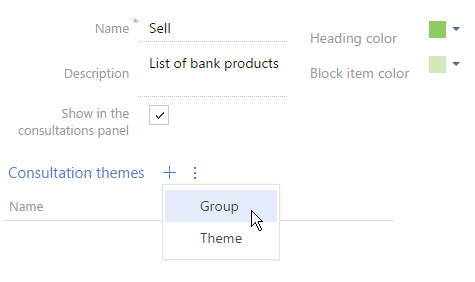 Name * Sell
Heading color
Description List of bank products
Block item color
Show in the
consultations panel
Consultation themes
Name
Group
Theme